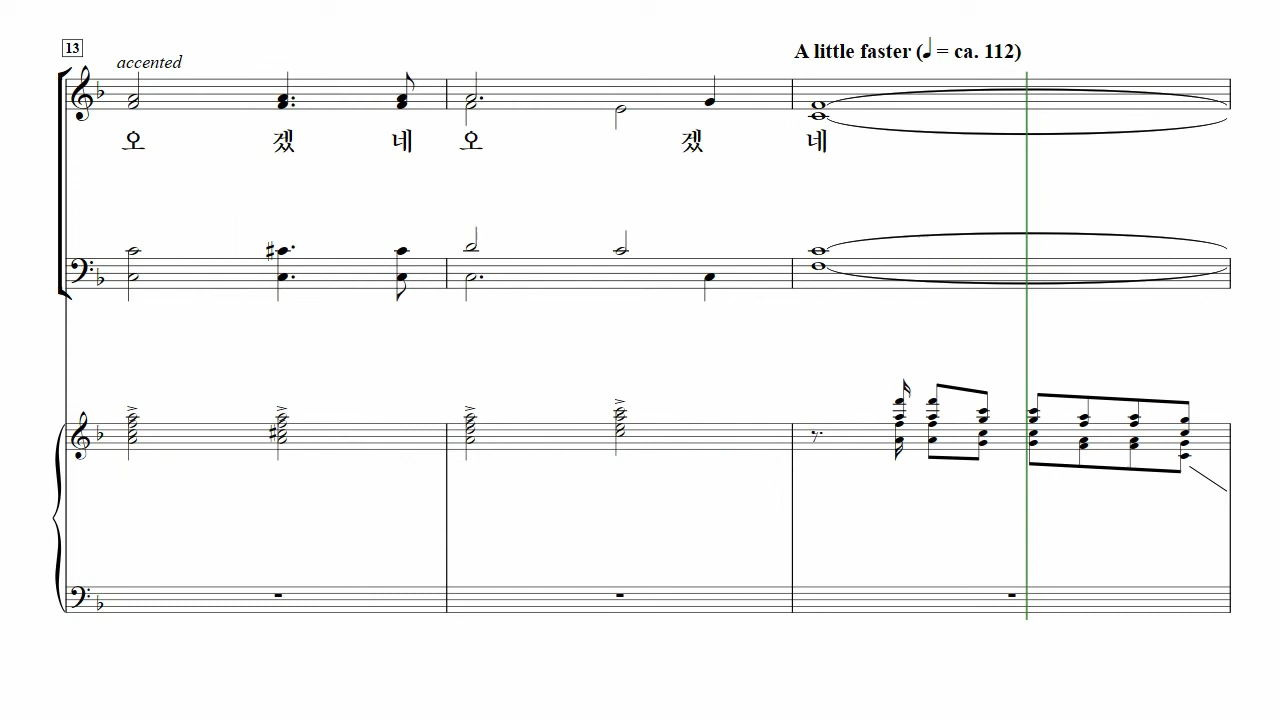 13
accented
A little faster (♩ = ca. 112)
오 겠 네 오 겠 네